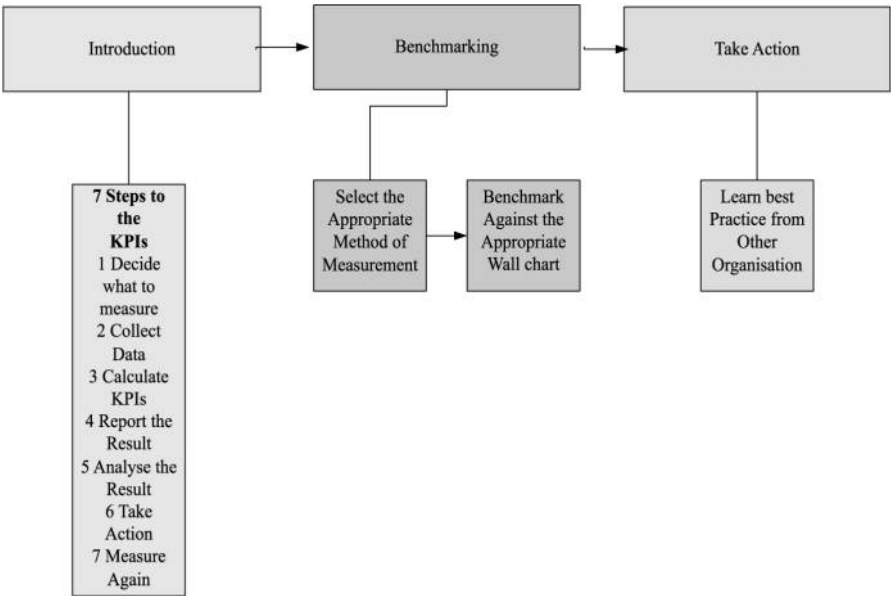 Introduction
Benchmarking
Take Action
7 Steps to
the
KPIs
1 Decide
what to
measure
2 Collect
Data
3 Calculate
KPIs
4 Report the
Result
5 Analyse the
Result
6 Take
Action
7 Measure
Again
Select the
Appropriate
Method of
Measurement
Benchmark
Against the
Appropriate
Wall chart
Learn best
Practice from
Other
Organisation